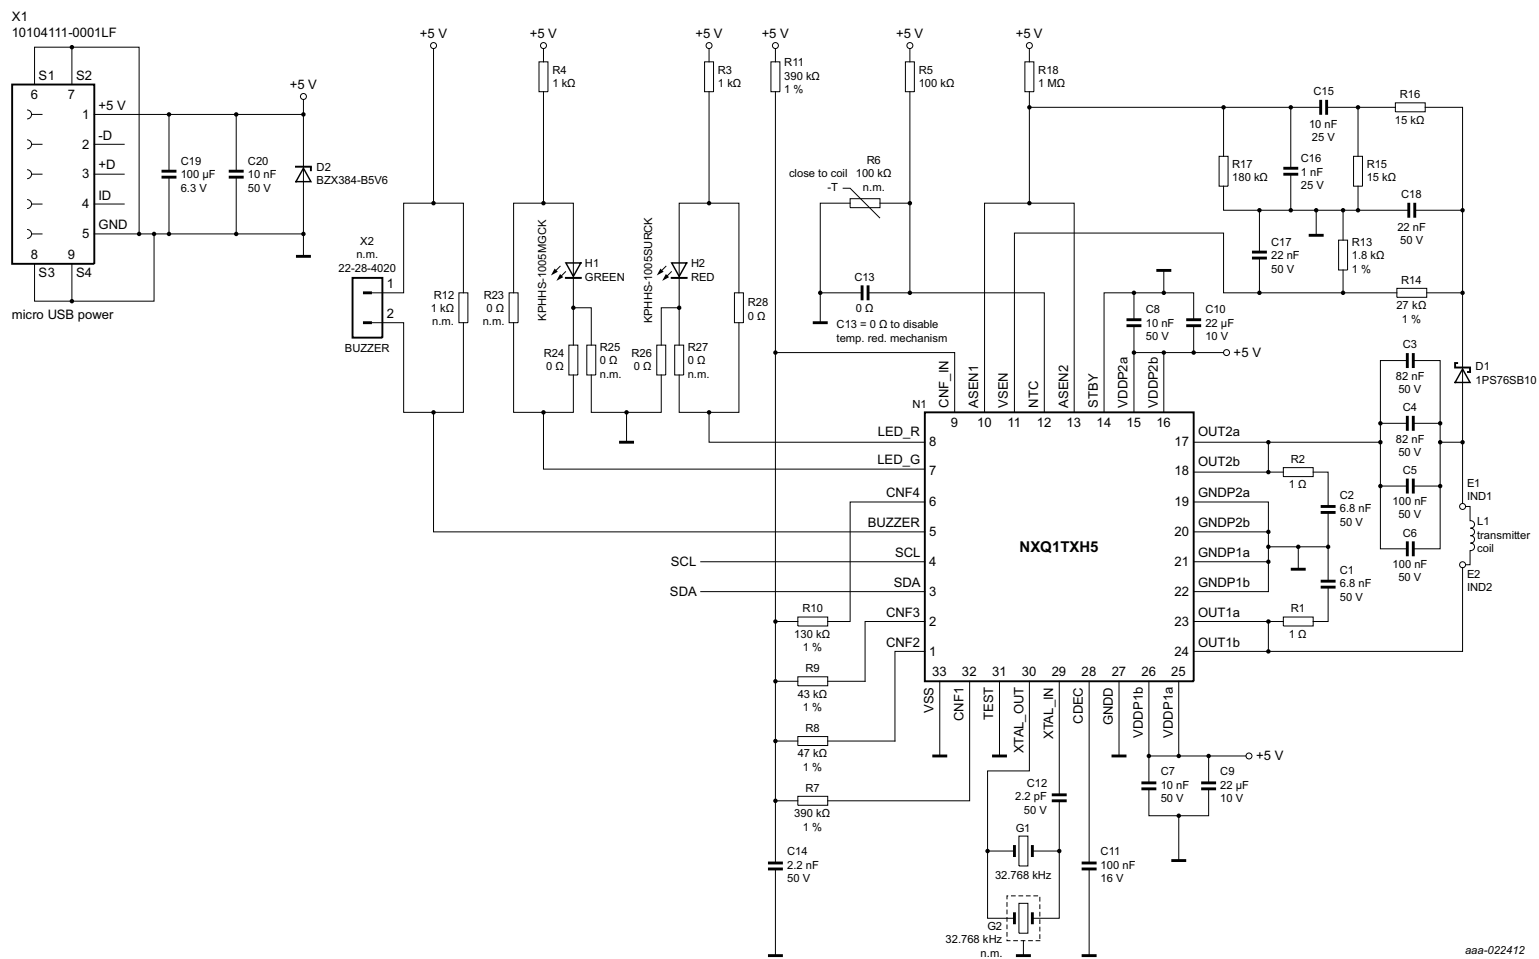 X1
10104111-0001LF
S1
S2
6
7
1
+5 V
2
-D
3
+D
4
ID
5
GND
8
9
S3
S4
micro USB power
C19
100 µF
6.3 V
C20
10 nF
50 V
+5 V
D2
BZX384-B5V6
X2
n.m.
22-28-4020
1
2
BUZZER
+5 V
R12
1 kΩ
n.m.
+5 V
R4
1 kΩ
R23
0 Ω
n.m.
KPHHS-1005MGCK
H1
GREEN
R24
0 Ω
R25
0 Ω
n.m.
+5 V
R3
1 kΩ
KPHHS-1005SURCK
H2
RED
R26
0 Ω
R27
0 Ω
n.m.
R28
0 Ω
+5 V
R11
390 kΩ
1 %
+5 V
R5
100 kΩ
R6
100 kΩ
n.m.
close to coil
-T
C13
0 Ω
C13 = 0 Ω to disable
temp. red. mechanism
+5 V
R18
1 MΩ
R17
180 kΩ
C16
1 nF
25 V
C15
10 nF
25 V
R16
15 kΩ
R15
15 kΩ
C18
22 nF
50 V
C17
22 nF
50 V
R13
1.8 kΩ
1 %
R14
27 kΩ
1 %
C8
10 nF
50 V
C10
22 µF
10 V
+5 V
C3
82 nF
50 V
C4
82 nF
50 V
C5
100 nF
50 V
C6
100 nF
50 V
D1
1PS76SB10
E1
IND1
L1
transmitter
coil
E2
IND2
N1
NXQ1TXH5
CNF_IN
ASEN1
VSEN
NTC
ASEN2
STBY
VDDP2a
VDDP2b
9
10
11
12
13
14
15
16
LED_R
8
LED_G
7
CNF4
6
BUZZER
5
SCL
SCL
4
SDA
SDA
3
CNF3
2
CNF2
1
17
OUT2a
18
OUT2b
19
GNDP2a
20
GNDP2b
21
GNDP1a
22
GNDP1b
23
OUT1a
24
OUT1b
R2
1 Ω
C2
6.8 nF
50 V
C1
6.8 nF
50 V
R1
1 Ω
33
32
31
30
29
28
27
26
25
VSS
CNF1
TEST
XTAL_OUT
XTAL_IN
CDEC
GNDD
VDDP1b
VDDP1a
R10
130 kΩ
1 %
R9
43 kΩ
1 %
R8
47 kΩ
1 %
R7
390 kΩ
1 %
C14
2.2 nF
50 V
C12
2.2 pF
50 V
G1
32.768 kHz
G2
32.768 kHz
n.m.
C11
100 nF
16 V
+5 V
C7
10 nF
50 V
C9
22 µF
10 V
aaa-022412